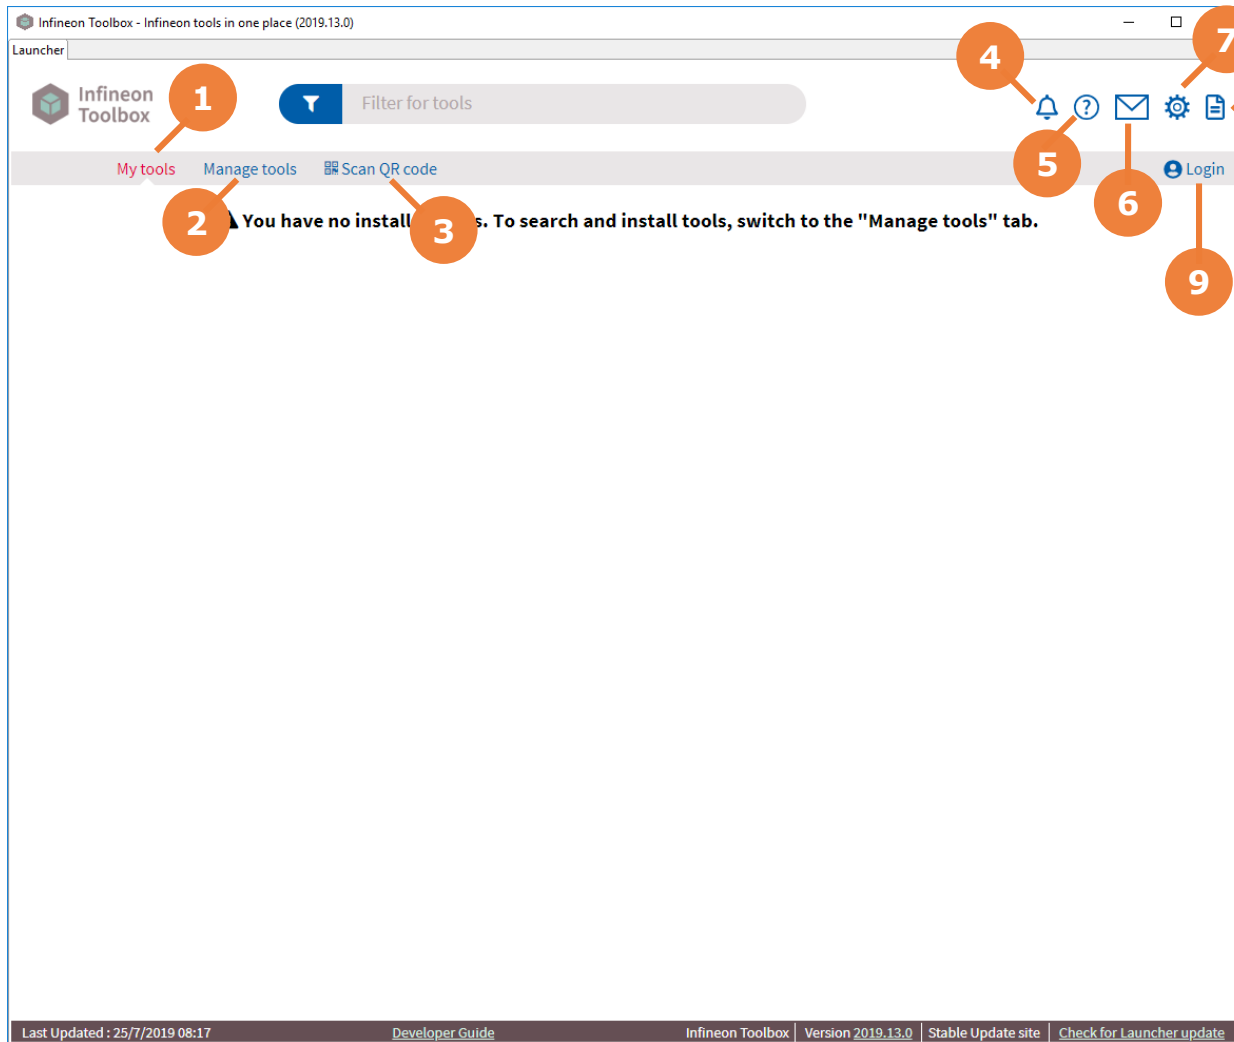 Infineon Toolbox - Infineon tools in one place (2019.13.0)
Launcher
4
7
Infineon
Toolbox
1
Filter for tools
5
6
My tools
Manage tools
Scan QR code
Login
2
3
You have no install s. To search and install tools, switch to the "Manage tools" tab.
9
Last Updated : 25/7/2019 08:17
Developer Guide
Infineon Toolbox
Version 2019.13.0
Stable Update site
Check for Launcher update